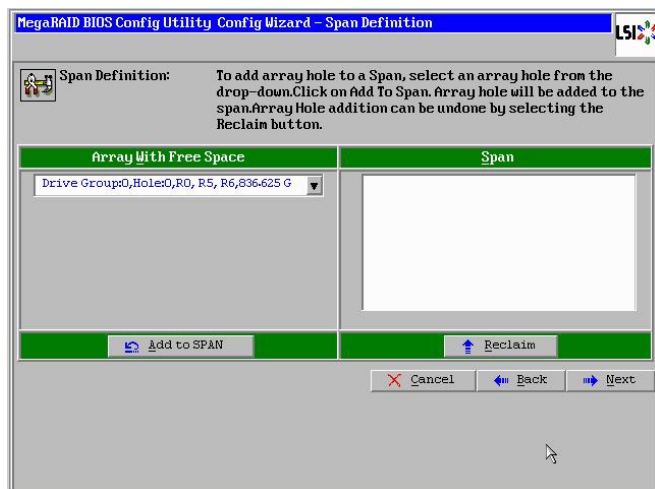 MegaRAID BIOS Config Utility Config Wizard – Span Definition
LSI
Span Definition:
To add array hole to a Span, select an array hole from the
drop-down.Click on Add To Span. Array hole will be added to the
span.Array Hole addition can be undone by selecting the
Reclaim button.
Array With Free Space
Span
Drive Group:0,Hole:0,R0, R5, R6,836.625 G
Add to SPAN
Reclaim
Cancel
Back
Next